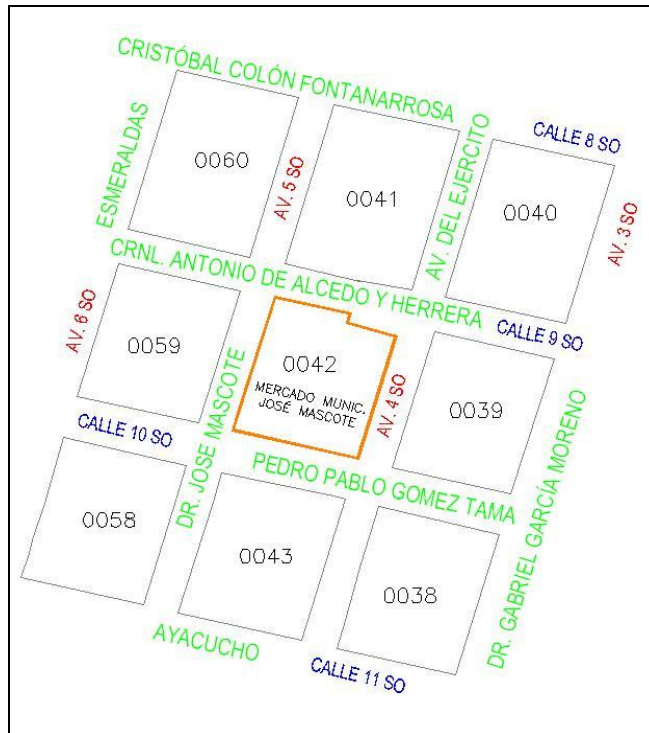 CRISTÓBAL COLÓN FONTANARROSA
CALLE 8 SO
ESMERALDAS
0060
AV. 5 SO
0041
AV. DEL EJERCITO
0040
AV. 3 SO
CRNL. ANTONIO DE ALCEDO Y HERRERA
CALLE 9 SO
AV. 6 SO
0059
DR. JOSE MASCOTE
0042
MERCADO MUNIC.
JOSÉ MASCOTE
AV. 4 SO
0039
DR. GABRIEL GARCÍA MORENO
CALLE 10 SO
PEDRO PABLO GOMEZ TAMA
0058
0043
0038
AYACUCHO
CALLE 11 SO